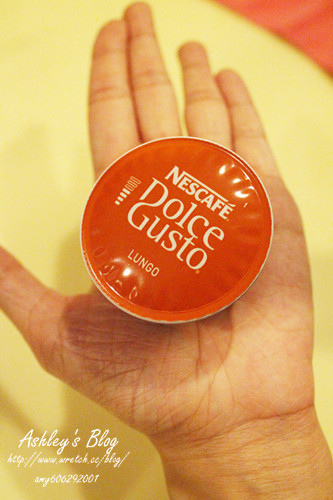 NESCAFÉ
Dolce
Gusto
LUNGO
Ashley's Blog
http://www.wretch.cc/blog/
amy606292001